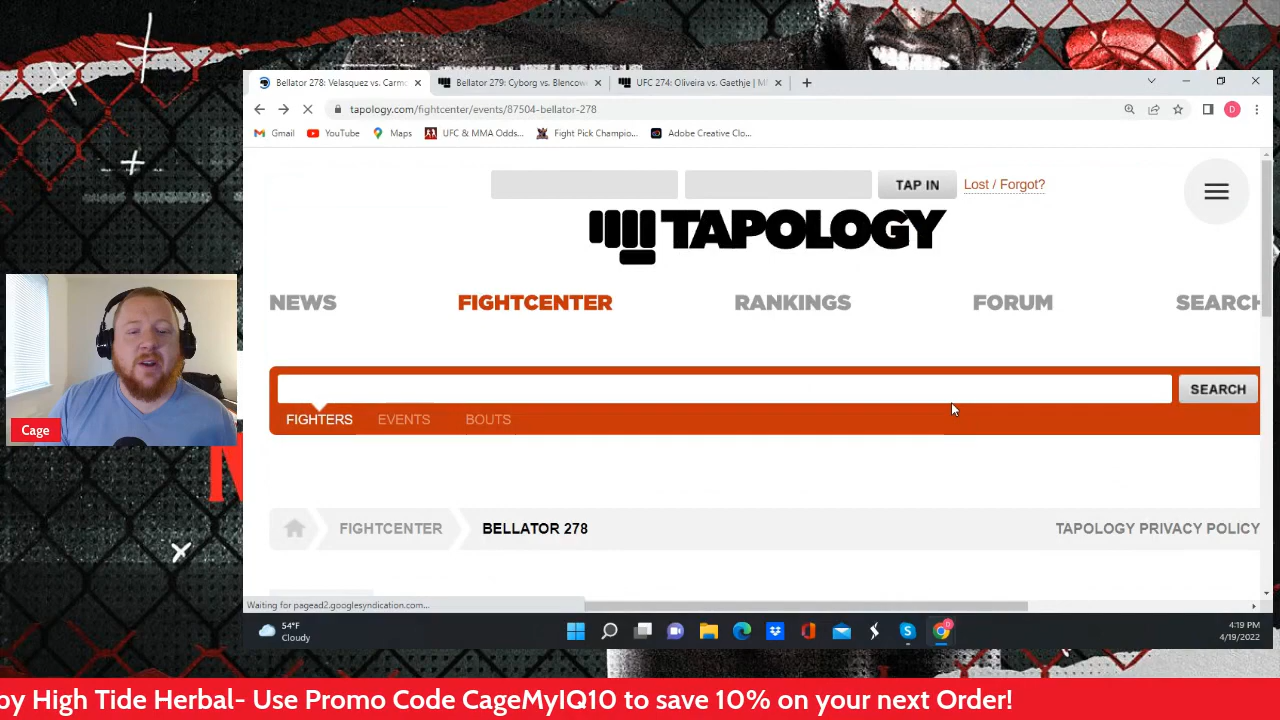 Bellator 278: Velasquez vs. Carmo
Bellator 279: Cyborg vs. Blencow
UFC 274: Oliveira vs. Gaethje | M
tapology.com/fightcenter/events/87504-bellator-278
D
Gmail
YouTube
Maps
UFC & MMA Odds...
Fight Pick Champio...
Adobe Creative Clo...
TAP IN
Lost / Forgot?
TAPOLOGY
NEWS
FIGHTCENTER
RANKINGS
FORUM
SEARCH
SEARCH
FIGHTERS
EVENTS
BOUTS
FIGHTCENTER
BELLATOR 278
TAPOLOGY PRIVACY POLICY
Cage
Waiting for pagead2.googlesyndication.com...
54°F
Cloudy
4:19 PM
4/19/2022
by High Tide Herbal- Use Promo Code CageMyIQ10 to save 10% on your next Order!